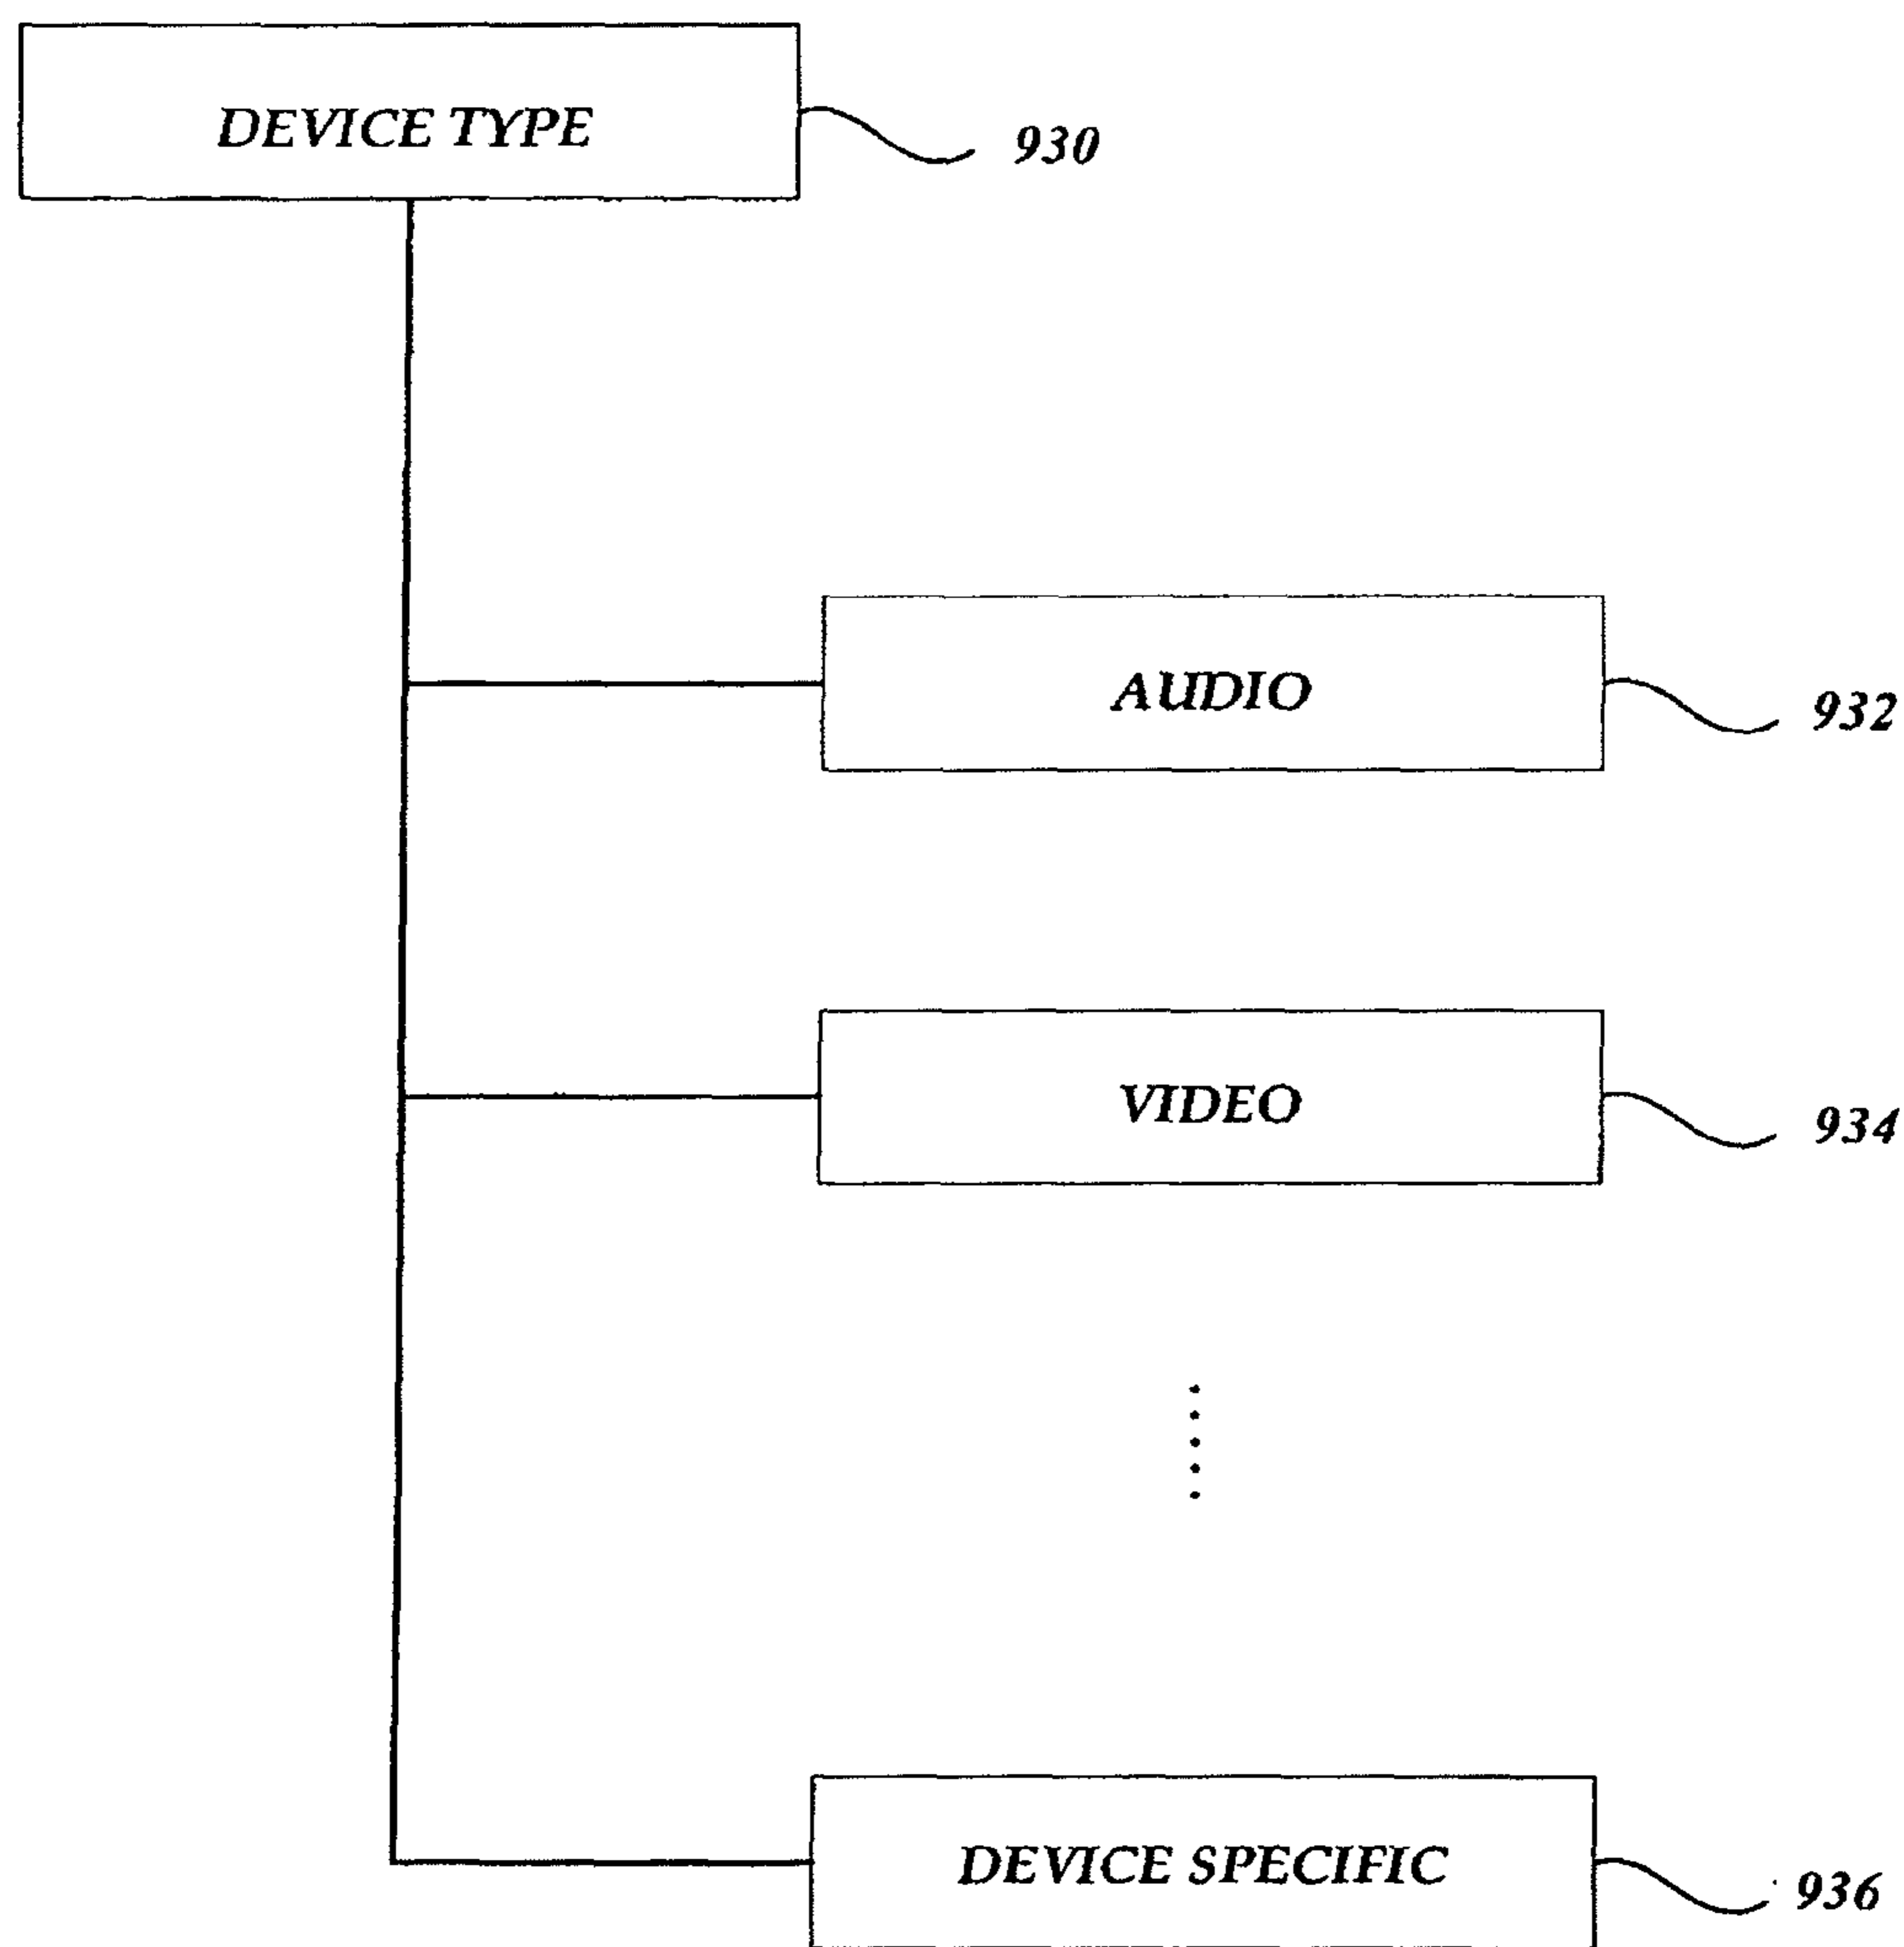 DEVICE TYPE
930
AUDIO
932
VIDEO
934
DEVICE SPECIFIC
936